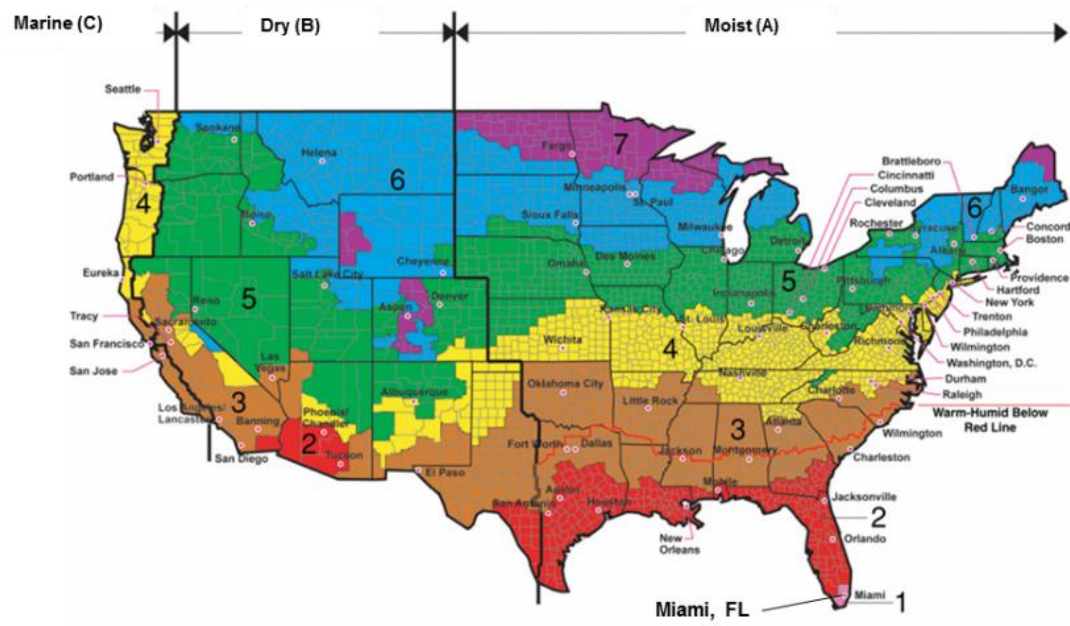 Marine (C)
Dry (B)
Moist (A)
Seattle
Spokane
Helena
Fargo
7
Portland
4
6
Minneapolis
St. Paul
Brattleboro
Cincinnatti
Columbus
Cleveland
Bangor
6
Boise
Sioux Falls
Milwaukee
Rochester
Syracuse
Concord
Boston
Chicago
Detroit
Albany
Eureka
Salt Lake City
Cheyenne
Omaha
Des Moines
5
Pittsburgh
Providence
Hartford
New York
Reno
5
Aspen
Denver
Indianapolis
Trenton
Tracy
Sacramento
Kansas City
St. Louis
Louisville
Charleston
Philadelphia
Wilmington
San Francisco
Wichita
4
Richmond
Washington, D.C.
San Jose
Las
Vegas
Albuquerque
Nashville
Durham
Raleigh
3
Oklahoma City
Little Rock
Charlotte
Los Angeles/
Lancaster
Banning
Phoenix/
Chandler
2
3
Atlanta
Warm-Humid Below
Red Line
Wilmington
San Diego
Tucson
El Paso
Fort Worth
Dallas
Jackson
Montgomery
Charleston
Mobile
Austin
Houston
San Antonio
Jacksonville
2
New
Orleans
Orlando
Miami, FL
Miami
1